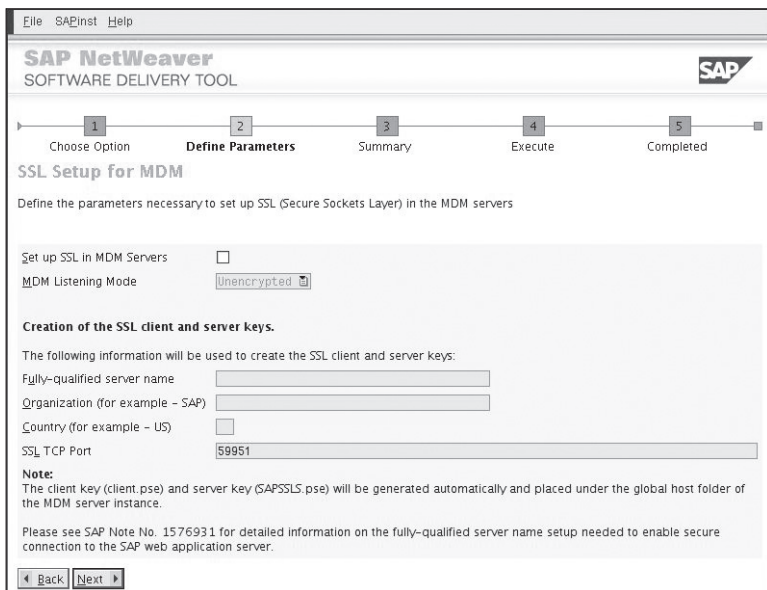 File SAPinst Help
SAP NetWeaver
SOFTWARE DELIVERY TOOL
SAP
1 2 3 4 5
Choose Option Define Parameters Summary Execute Completed
SSL Setup for MDM
Define the parameters necessary to set up SSL (Secure Sockets Layer) in the MDM servers
Set up SSL in MDM Servers
MDM Listening Mode Unencrypted
Creation of the SSL client and server keys.
The following information will be used to create the SSL client and server keys:
Fully-qualified server name
Organization (for example - SAP)
Country (for example - US)
SSL TCP Port 59951
Note:
The client key (client.pse) and server key (SAPSSLS.pse) will be generated automatically and placed under the global host folder of
the MDM server instance.
Please see SAP Note No. 1576931 for detailed information on the fully-qualified server name setup needed to enable secure
connection to the SAP web application server.
Back Next